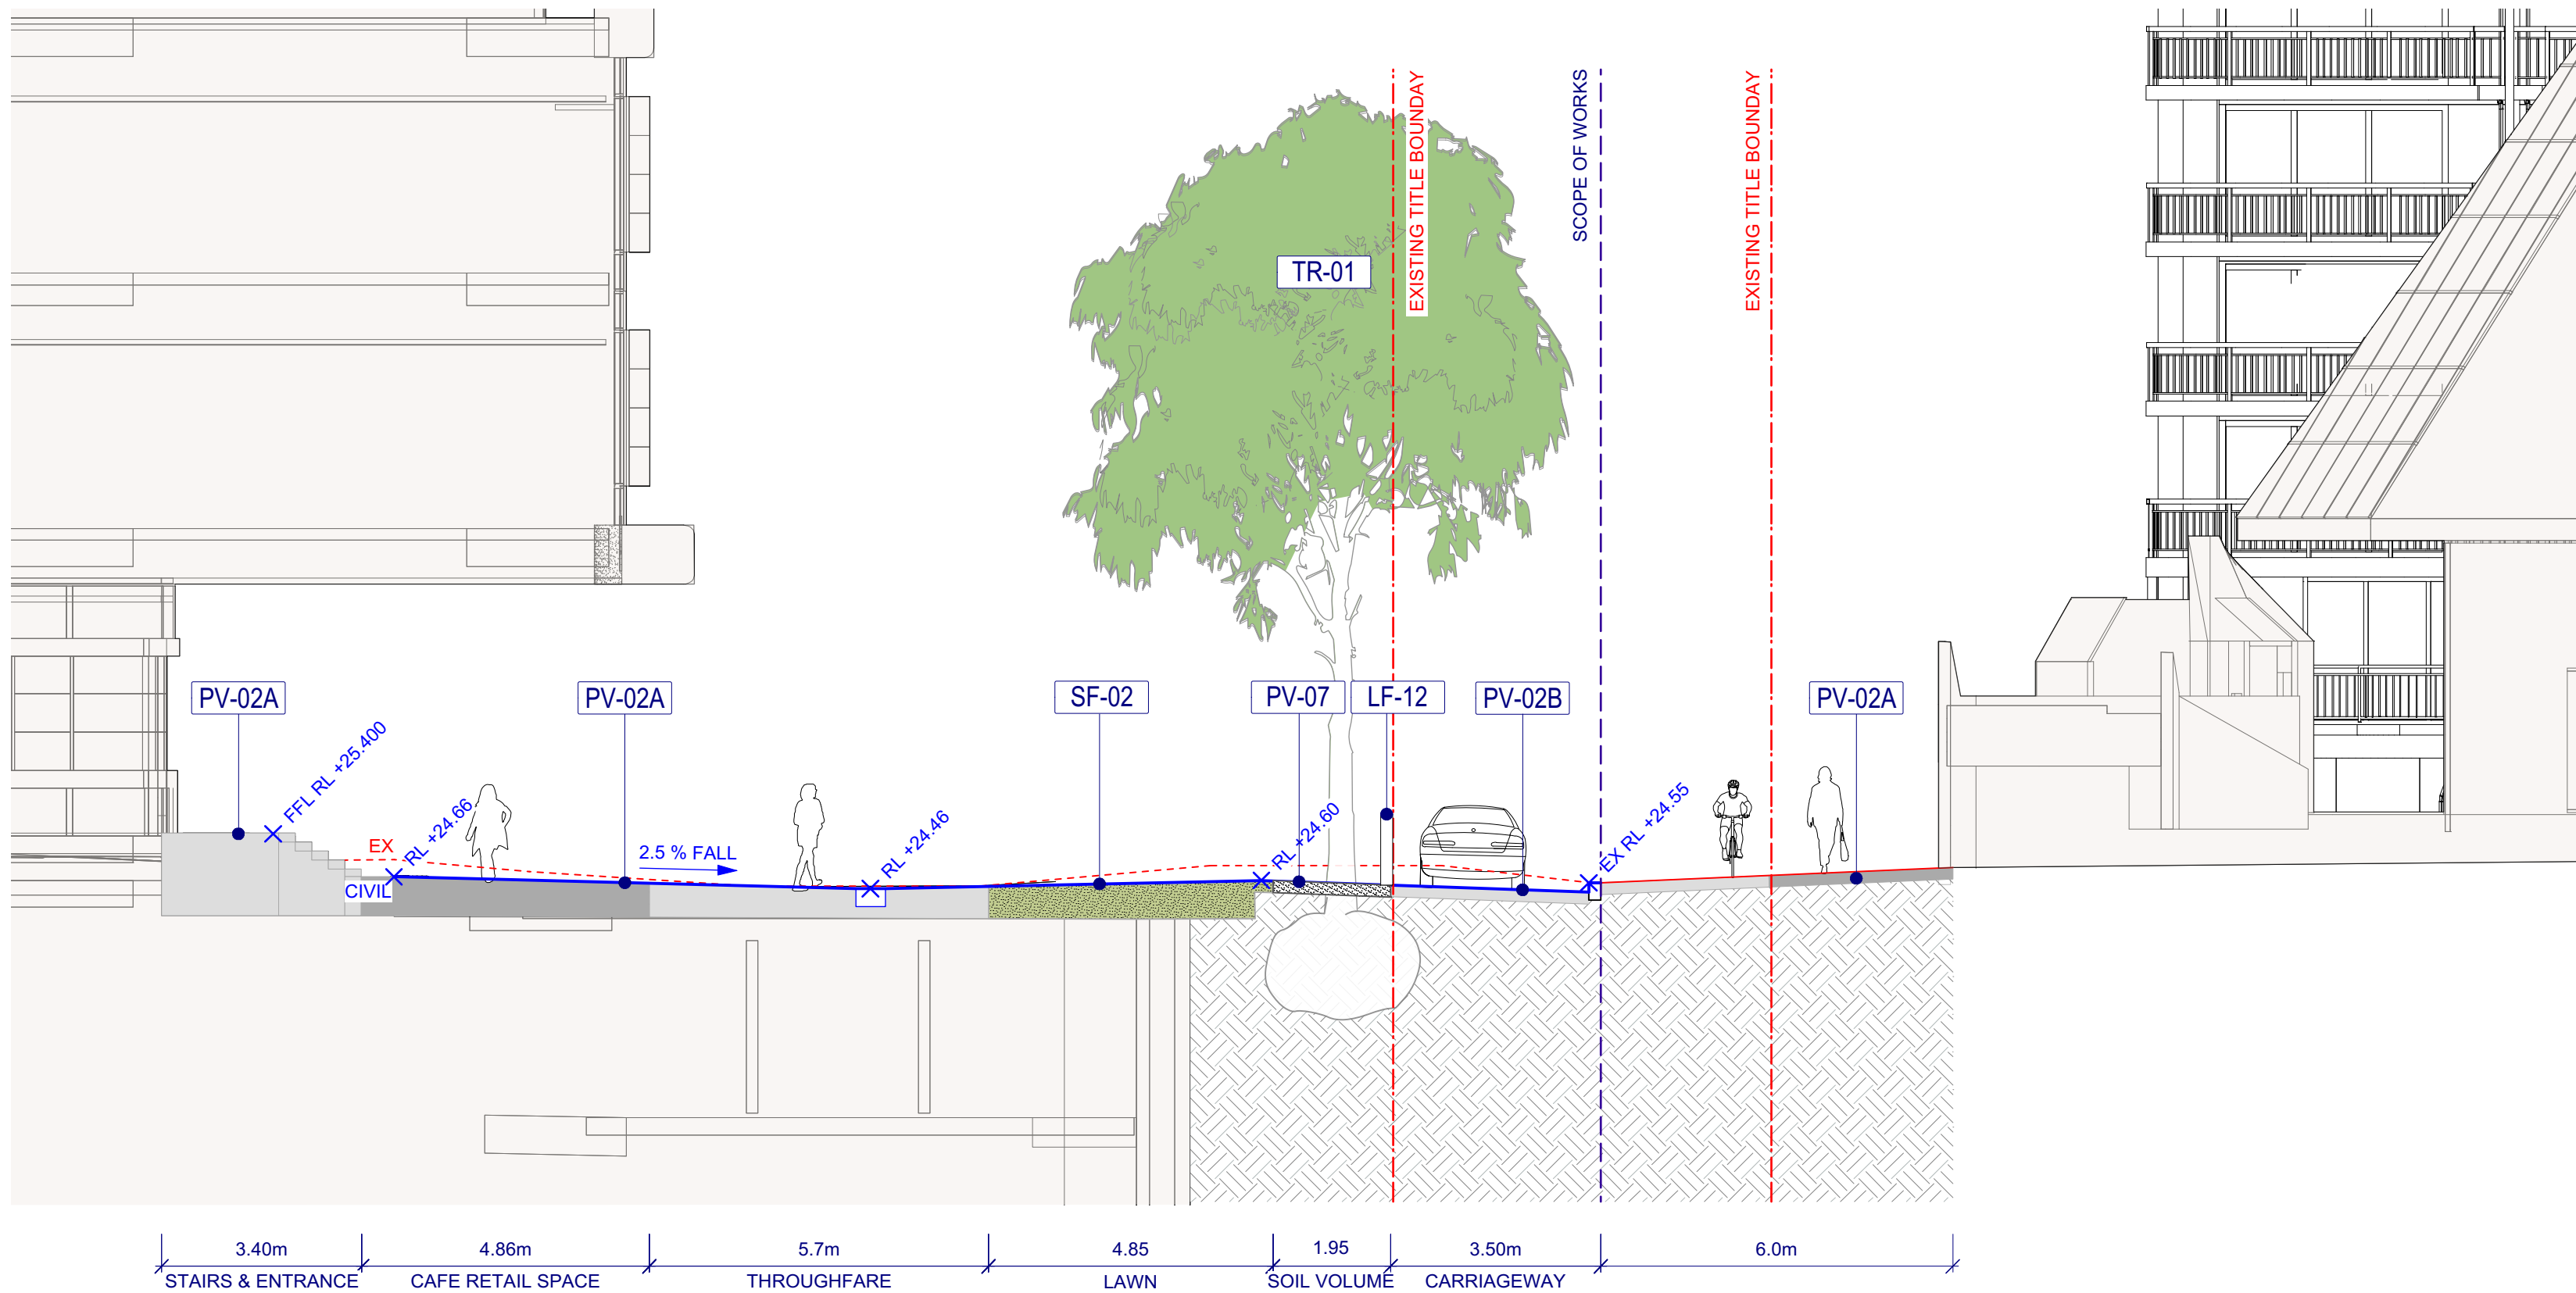 EXISTING TITLE BOUNDAY
SCOPE OF WORKS
EXISTING TITLE BOUNDAY
TR-01
PV-02A
PV-02A
SF-02
PV-07
LF-12
PV-02B
PV-02A
FFL RL +25.400
RL +24.66
RL +24.46
RL +24.60
EX RL +24.55
EX
2.5 % FALL
CIVIL
3.40m
4.86m
5.7m
4.85
1.95
3.50m
6.0m
STAIRS & ENTRANCE
CAFE RETAIL SPACE
THROUGHFARE
LAWN
SOIL VOLUME
CARRIAGEWAY